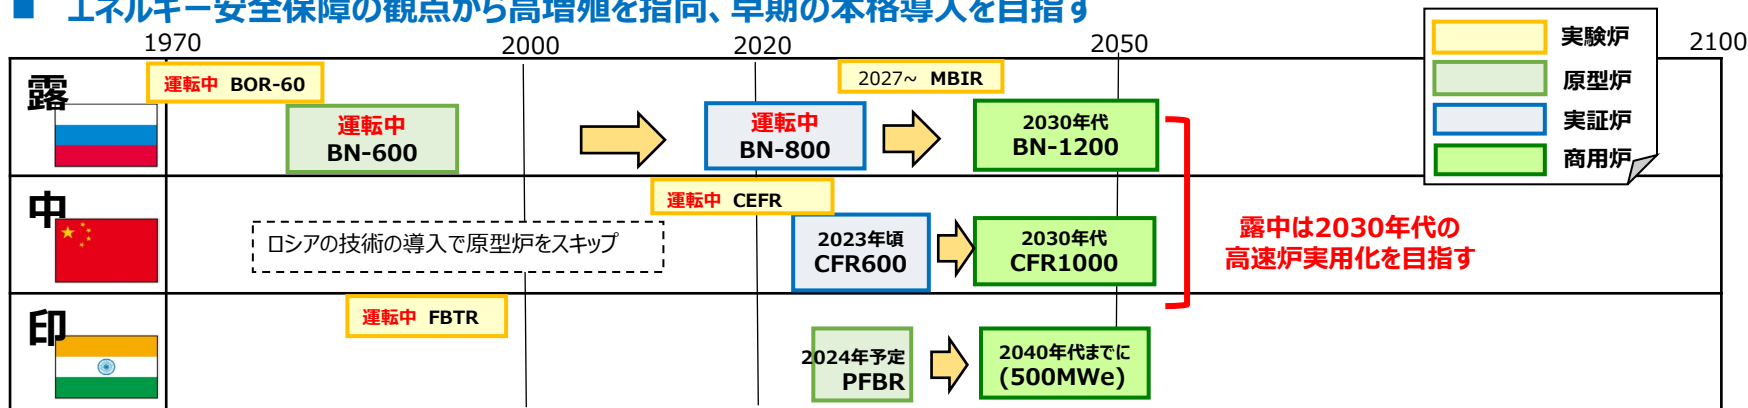 ■ エネルギー安全保障の観点から高増殖を指向、早期の本格導入を目指す
1970 2000 2020 2050 2100
実験炉
原型炉
実証炉
商用炉
露
運転中 BOR-60
運転中
BN-600
運転中
BN-800
2027~ MBIR
2030年代
BN-1200
中
ロシアの技術の導入で原型炉をスキップ
運転中 CEFR
2023年頃
CFR600
2030年代
CFR1000
露中は2030年代の
高速炉実用化を目指す
印
運転中 FBTR
2024年予定
PFBR
2040年代までに
(500MWe)